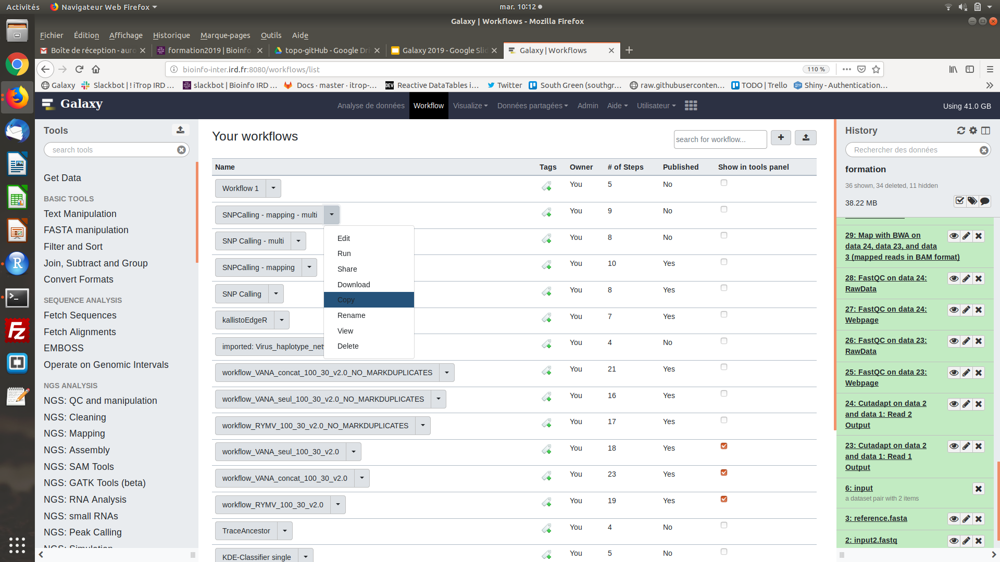 Activités
Navigateur Web Firefox
mar. 10:12
Galaxy | Workflows - Mozilla Firefox
Fichier Édition Affichage Historique Marque-pages Outils Aide
Boîte de réception - auro
formation2019 | Bioinfo
topo-gitHub - Google Dri
Galaxy 2019 - Google Slid
Galaxy | Workflows
bioinfo-inter.ird.fr:8080/workflows/list
110 %
Galaxy
Slackbot | ! iTrop IRD ...
slackbot | Bioinfo IRD ...
Docs · master · itrop-...
DEV Reactive DataTables i...
Twitter
South Green (southgr...
raw.githubusercontent...
TODO | Trello
Shiny - Authentication...
Galaxy
Analyse de données Workflow Visualize Données partagées Admin Aide Utilisateur
Using 41.0 GB
Tools
search tools
Get Data
BASIC TOOLS
Text Manipulation
FASTA manipulation
Filter and Sort
Join, Subtract and Group
Convert Formats
SEQUENCE ANALYSIS
Fetch Sequences
Fetch Alignments
EMBOSS
Operate on Genomic Intervals
NGS ANALYSIS
NGS: QC and manipulation
NGS: Cleaning
NGS: Mapping
NGS: Assembly
NGS: SAM Tools
NGS: GATK Tools (beta)
NGS: RNA Analysis
NGS: small RNAs
NGS: Peak Calling
NGS: Simulation
Your workflows
search for workflow...
Name Tags Owner # of Steps Published Show in tools panel
Workflow 1 You 5 No
SNPCalling - mapping - multi You 9 No
SNP Calling - multi You 8 No
SNPCalling - mapping You 10 Yes
SNP Calling You 8 Yes
kallistoEdgeR You 7 Yes
imported: Virus_haplotype_net You 4 No
workflow_VANA_concat_100_30_v2.0_NO_MARKDUPLICATES You 21 Yes
workflow_VANA_seul_100_30_v2.0_NO_MARKDUPLICATES You 16 Yes
workflow_RYMV_100_30_v2.0_NO_MARKDUPLICATES You 17 Yes
workflow_VANA_seul_100_30_v2.0 You 18 Yes
workflow_VANA_concat_100_30_v2.0 You 23 Yes
workflow_RYMV_100_30_v2.0 You 19 Yes
TraceAncestor You 4 No
KDE-Classifier single You 5 No
Edit
Run
Share
Download
Copy
Rename
View
Delete
History
Rechercher des données
formation
36 shown, 34 deleted, 11 hidden
38.22 MB
29: Map with BWA on
data 24, data 23, and data
3 (mapped reads in BAM format)
28: FastQC on data 24:
RawData
27: FastQC on data 24:
Webpage
26: FastQC on data 23:
RawData
25: FastQC on data 23:
Webpage
24: Cutadapt on data 2
and data 1: Read 2
Output
23: Cutadapt on data 2
and data 1: Read 1
Output
6: input
a dataset pair with 2 items
3: reference.fasta
2: input2.fastq